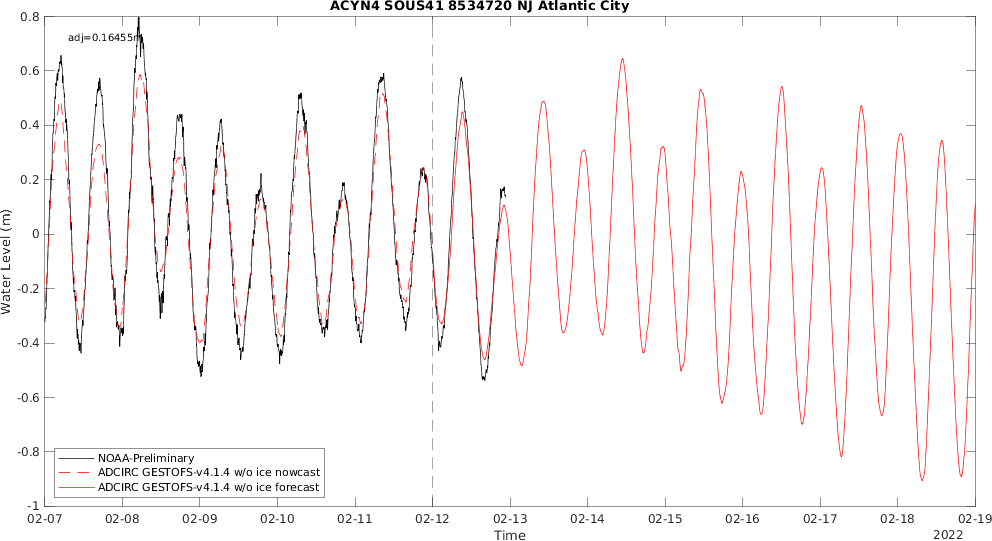 ACYN4 SOUS41 8534720 NJ Atlantic City
adj=0.16455m
0.8
0.6
0.4
0.2
0
-0.2
-0.4
-0.6
-0.8
-1
Water Level (m)
NOAA-Preliminary
ADCIRC GESTOFS-v4.1.4 w/o ice nowcast
ADCIRC GESTOFS-v4.1.4 w/o ice forecast
02-07 02-08 02-09 02-10 02-11 02-12 02-13 02-14 02-15 02-16 02-17 02-18 02-19
Time
2022